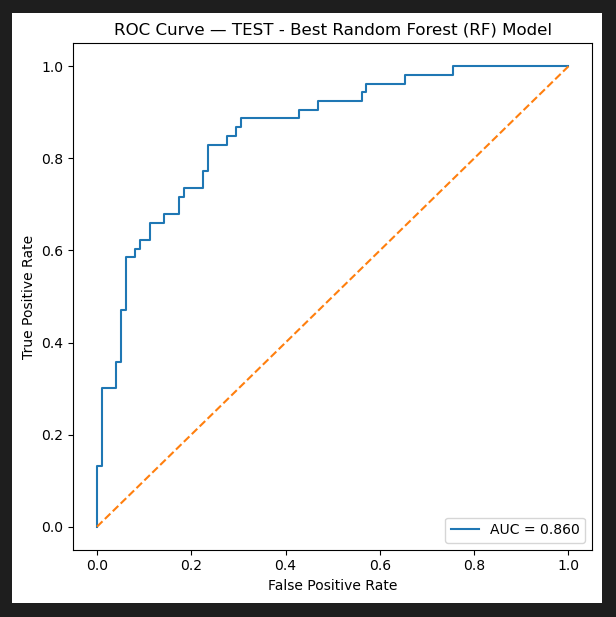 ROC Curve — TEST - Best Random Forest (RF) Model
True Positive Rate
1.0
0.8
0.6
0.4
0.2
0.0
AUC = 0.860
0.0 0.2 0.4 0.6 0.8 1.0
False Positive Rate